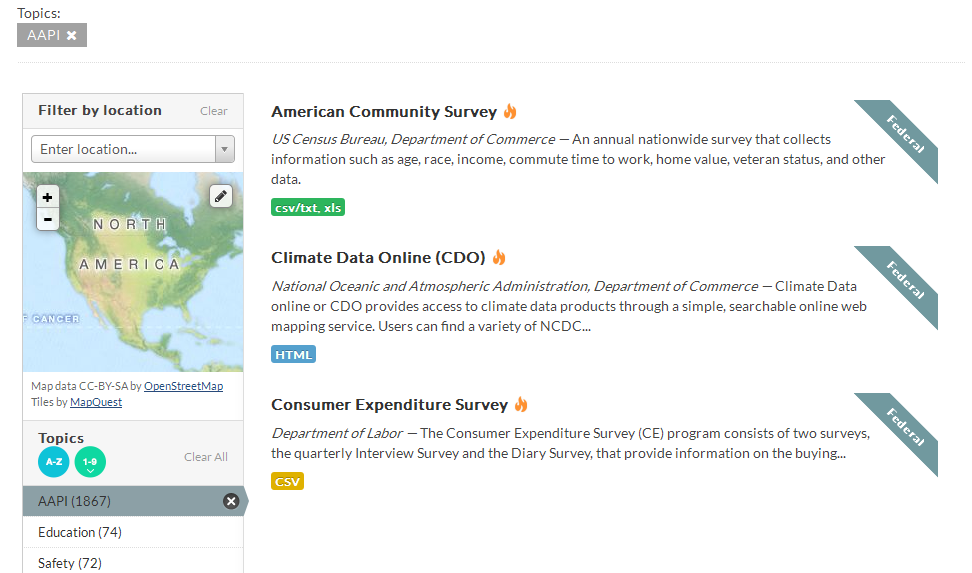 Topics:
AAPI ✖
Filter by location
Clear
Enter location...
+
-
NORTH
AMERICA
F CANCER
Map data CC-BY-SA by OpenStreetMap
Tiles by MapQuest
Topics
A-Z
1-9
Clear All
AAPI (1867)
Education (74)
Safety (72)
American Community Survey
Federal
US Census Bureau, Department of Commerce — An annual nationwide survey that collects
information such as age, race, income, commute time to work, home value, veteran status, and other
data.
csv/txt, xls
Climate Data Online (CDO)
Federal
National Oceanic and Atmospheric Administration, Department of Commerce — Climate Data
online or CDO provides access to climate data products through a simple, searchable online web
mapping service. Users can find a variety of NCDC...
HTML
Consumer Expenditure Survey
Federal
Department of Labor — The Consumer Expenditure Survey (CE) program consists of two surveys,
the quarterly Interview Survey and the Diary Survey, that provide information on the buying...
CSV